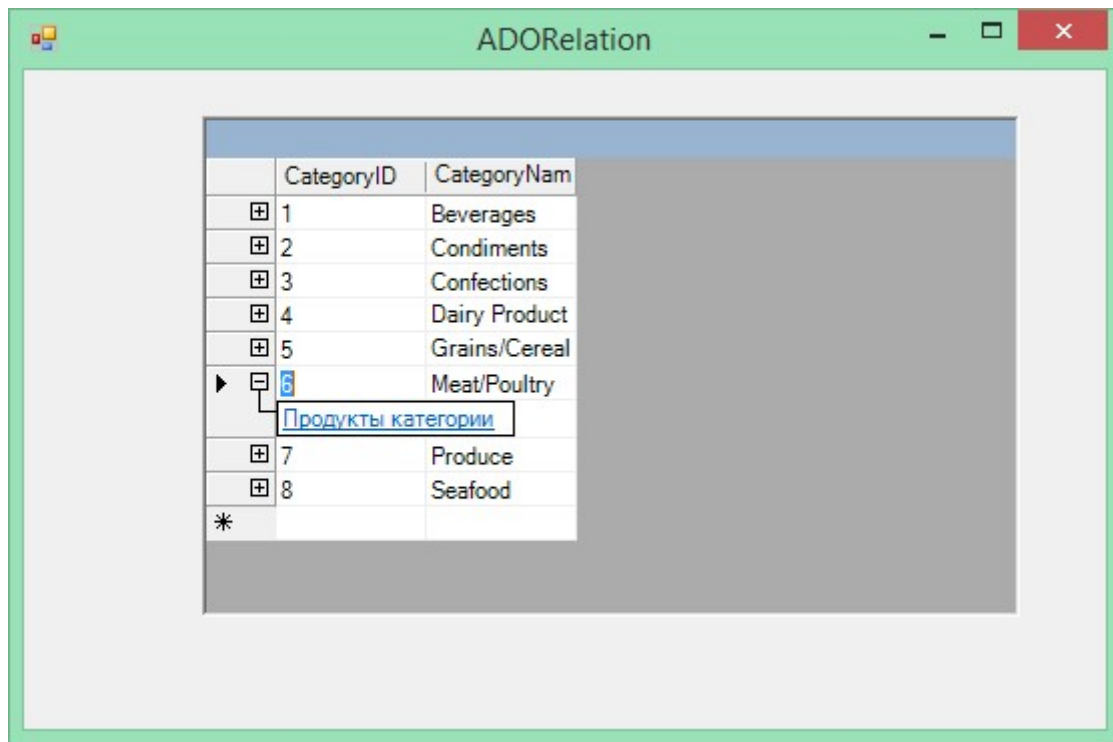 ADORelation
CategoryID CategoryNam
1 Beverages
2 Condiments
3 Confections
4 Dairy Product
5 Grains/Cereal
6 Meat/Poultry
Продукты категории
7 Produce
8 Seafood